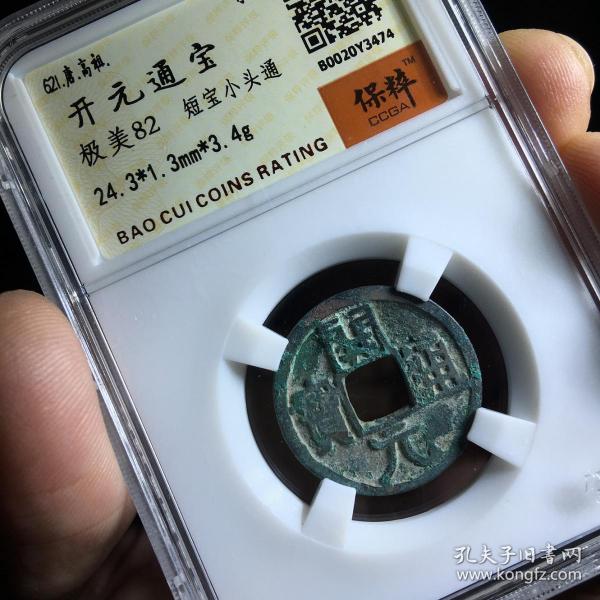 621.唐.高祖.
开元通宝
极美82 短宝小头通
24.3*1.3mm*3.4g
BAO CUI COINS RATING
B0020Y3474
保粹™
CCGA
開元通寶
孔夫子旧书网
www.kongfz.com